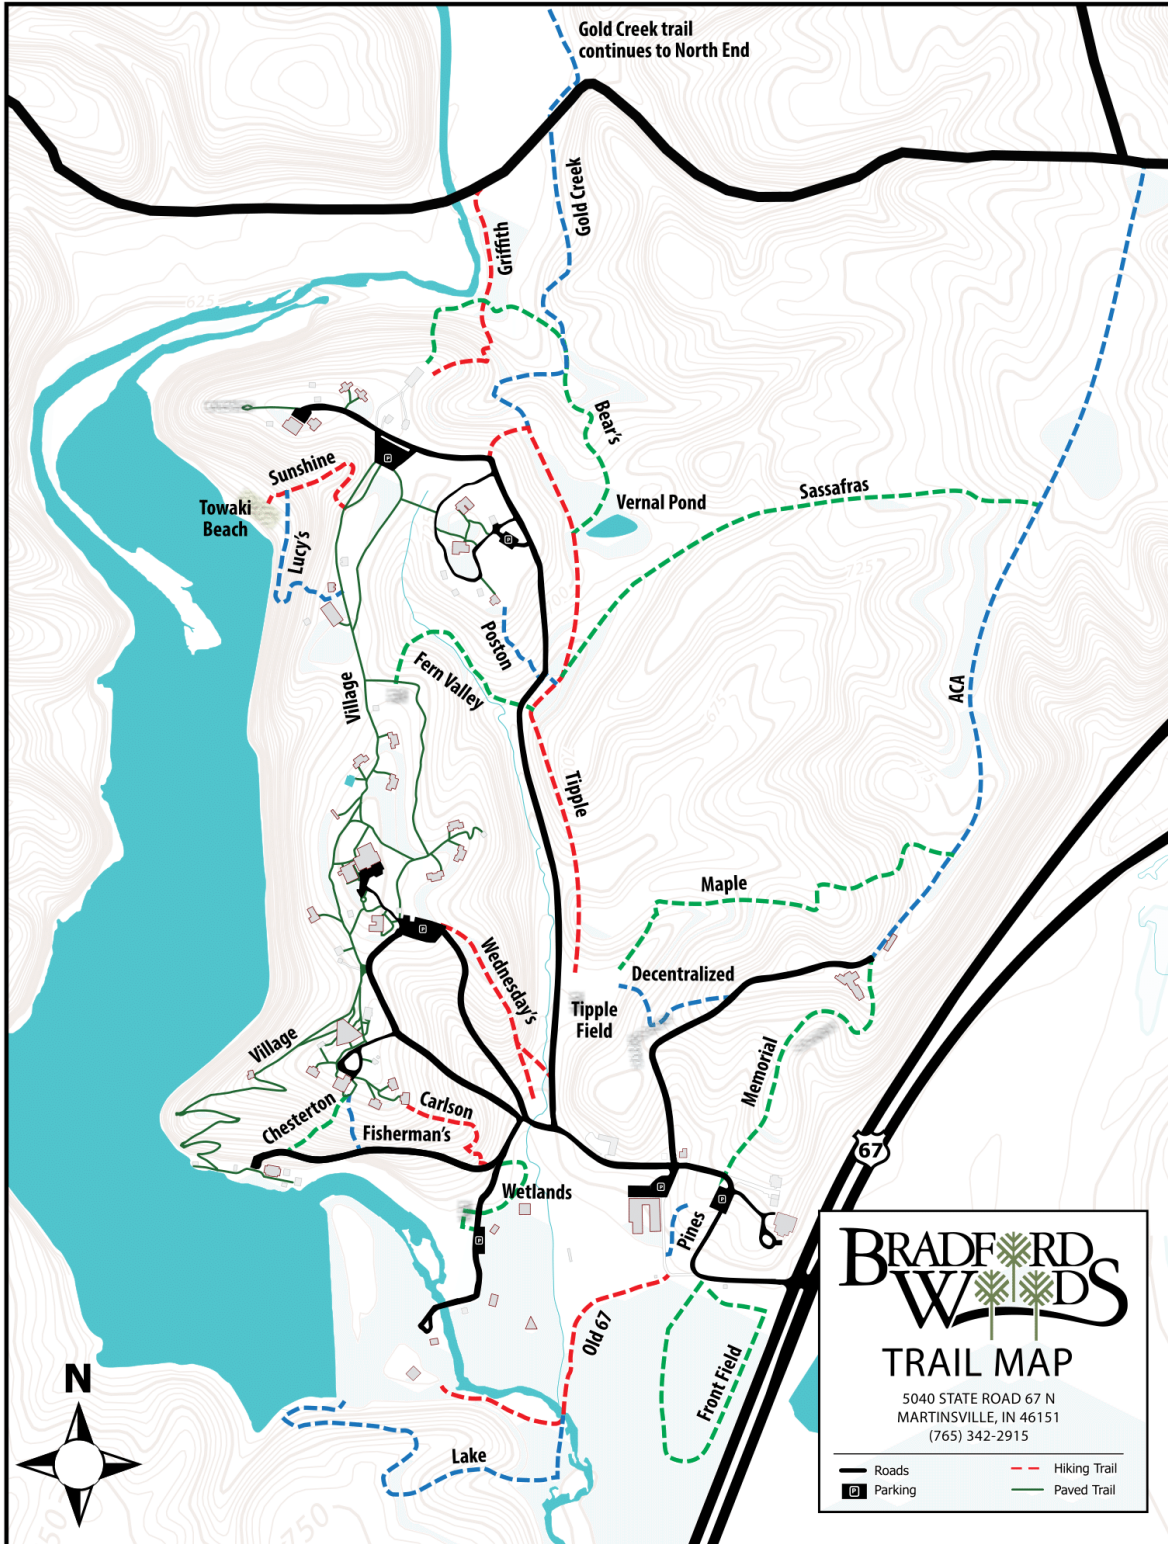 Gold Creek trail
continues to North End
Gold Creek
Griffith
625
Bear's
Sunshine
Towaki
Beach
Lucy's
Vernal Pond
Sassafras
Poston
Fern Valley
Village
ACA
Tipple
Maple
Wednesday's
Decentralized
Tipple
Field
Village
Memorial
Chesterton
Carlson
Fisherman's
67
Wetlands
Pines
Old 67
Front Field
Lake
N
750
BRADFORD
WOODS
TRAIL MAP
5040 STATE ROAD 67 N
MARTINSVILLE, IN 46151
(765) 342-2915
Roads
Hiking Trail
P
Parking
Paved Trail